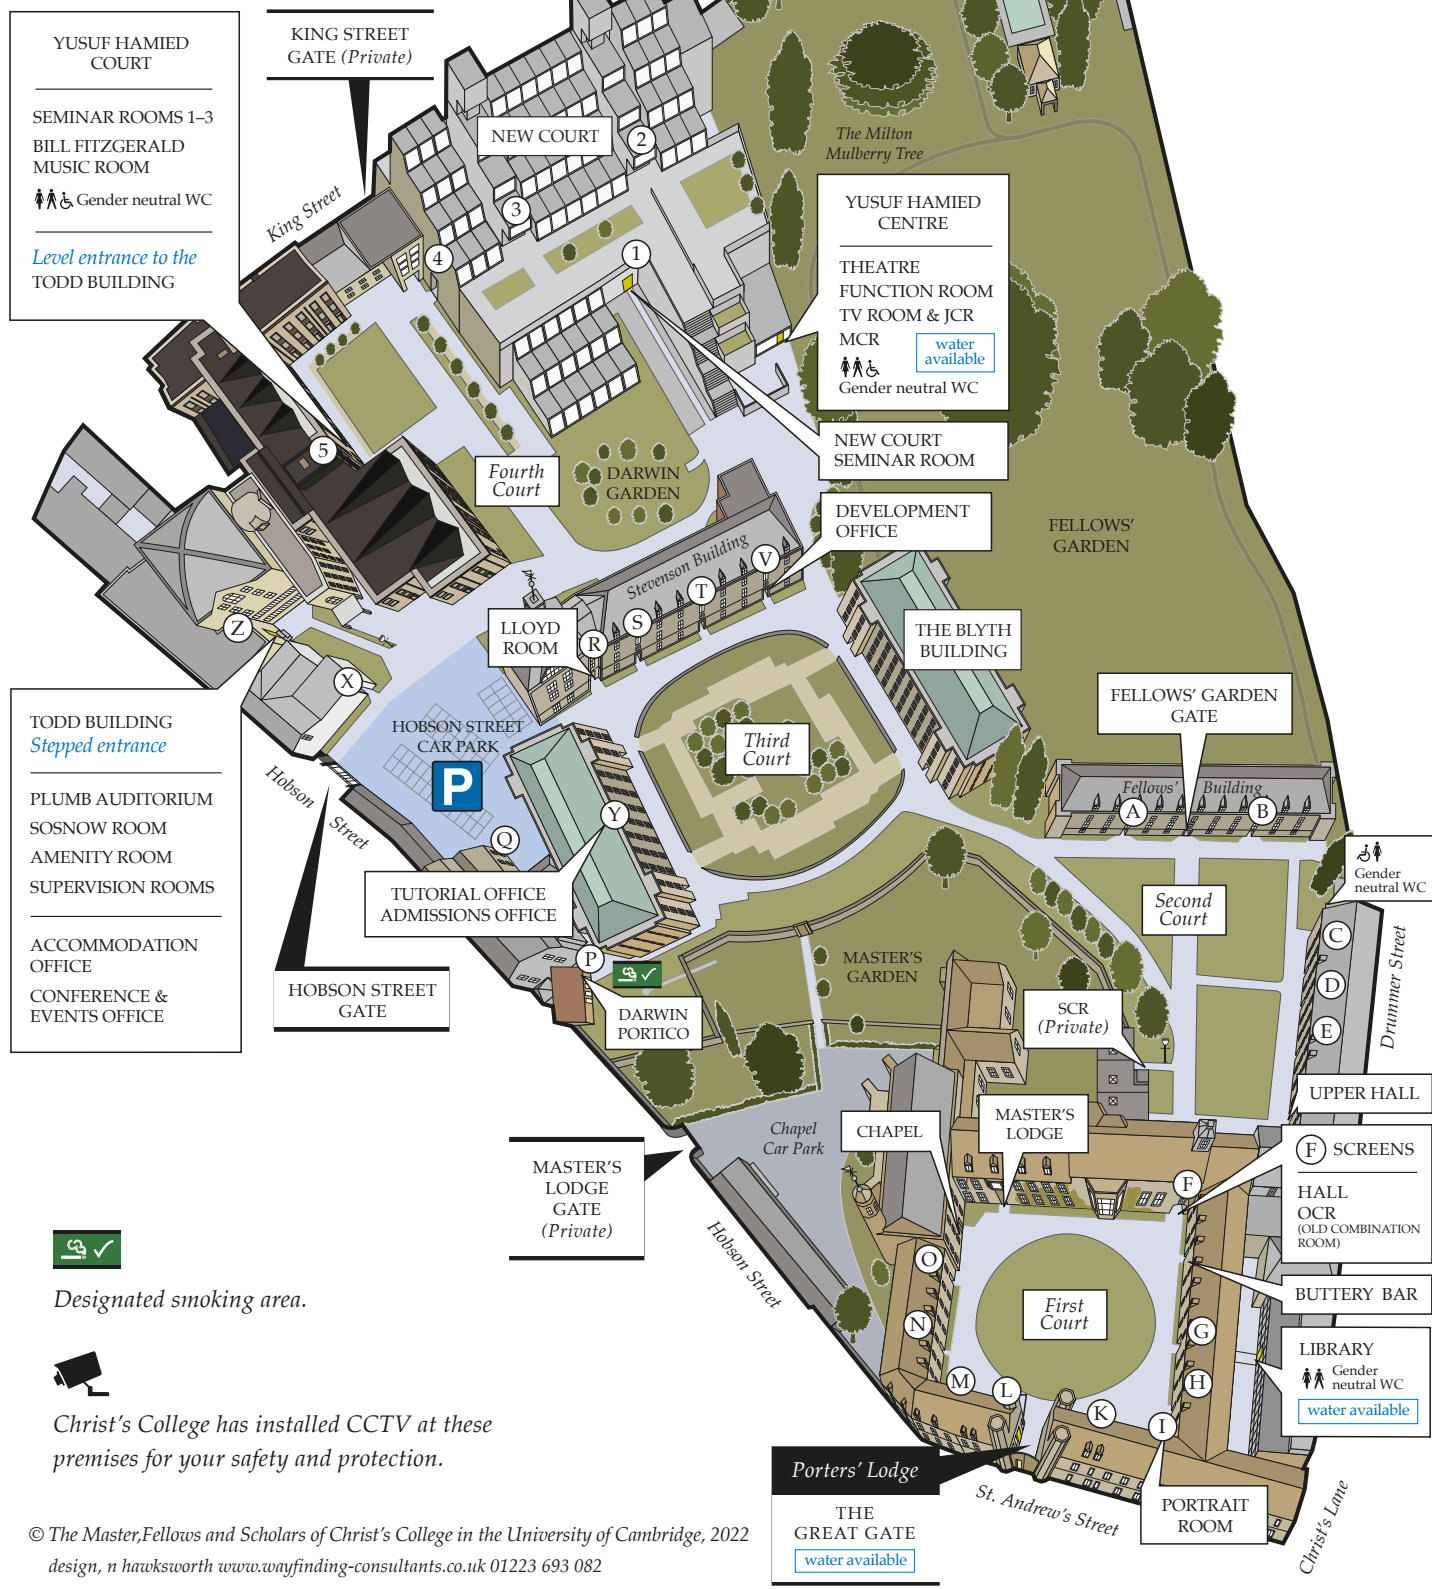 YUSUF HAMIED
COURT
SEMINAR ROOMS 1–3
BILL FITZGERALD
MUSIC ROOM
Gender neutral WC
Level entrance to the
TODD BUILDING
KING STREET
GATE (Private)
King Street
NEW COURT
2
3
4
1
5
The Milton
Mulberry Tree
YUSUF HAMIED
CENTRE
THEATRE
FUNCTION ROOM
TV ROOM & JCR
MCR
water
available
Gender neutral WC
NEW COURT
SEMINAR ROOM
Fourth
Court
DARWIN
GARDEN
DEVELOPMENT
OFFICE
FELLOWS'
GARDEN
Stevenson Building
V
T
S
R
LLOYD
ROOM
Z
X
THE BLYTH
BUILDING
FELLOWS' GARDEN
GATE
TODD BUILDING
Stepped entrance
PLUMB AUDITORIUM
SOSNOW ROOM
AMENITY ROOM
SUPERVISION ROOMS
ACCOMMODATION
OFFICE
CONFERENCE &
EVENTS OFFICE
HOBSON STREET
CAR PARK
P
Hobson
Street
Third
Court
Fellows' Building
A
B
Y
Q
TUTORIAL OFFICE
ADMISSIONS OFFICE
Gender
neutral WC
Second
Court
C
D
E
Drummer Street
HOBSON STREET
GATE
P
DARWIN
PORTICO
MASTER'S
GARDEN
SCR
(Private)
UPPER HALL
MASTER'S
LODGE
GATE
(Private)
Chapel
Car Park
CHAPEL
MASTER'S
LODGE
F
F SCREENS
HALL
OCR
(OLD COMBINATION
ROOM)
Hobson Street
O
N
M
L
K
I
H
G
First
Court
BUTTERY BAR
LIBRARY
Gender
neutral WC
water available
Designated smoking area.
Christ's College has installed CCTV at these
premises for your safety and protection.
Porters' Lodge
THE
GREAT GATE
water available
St. Andrew's Street
PORTRAIT
ROOM
Christ's Lane
© The Master,Fellows and Scholars of Christ's College in the University of Cambridge, 2022
design, n hawksworth www.wayfinding-consultants.co.uk 01223 693 082